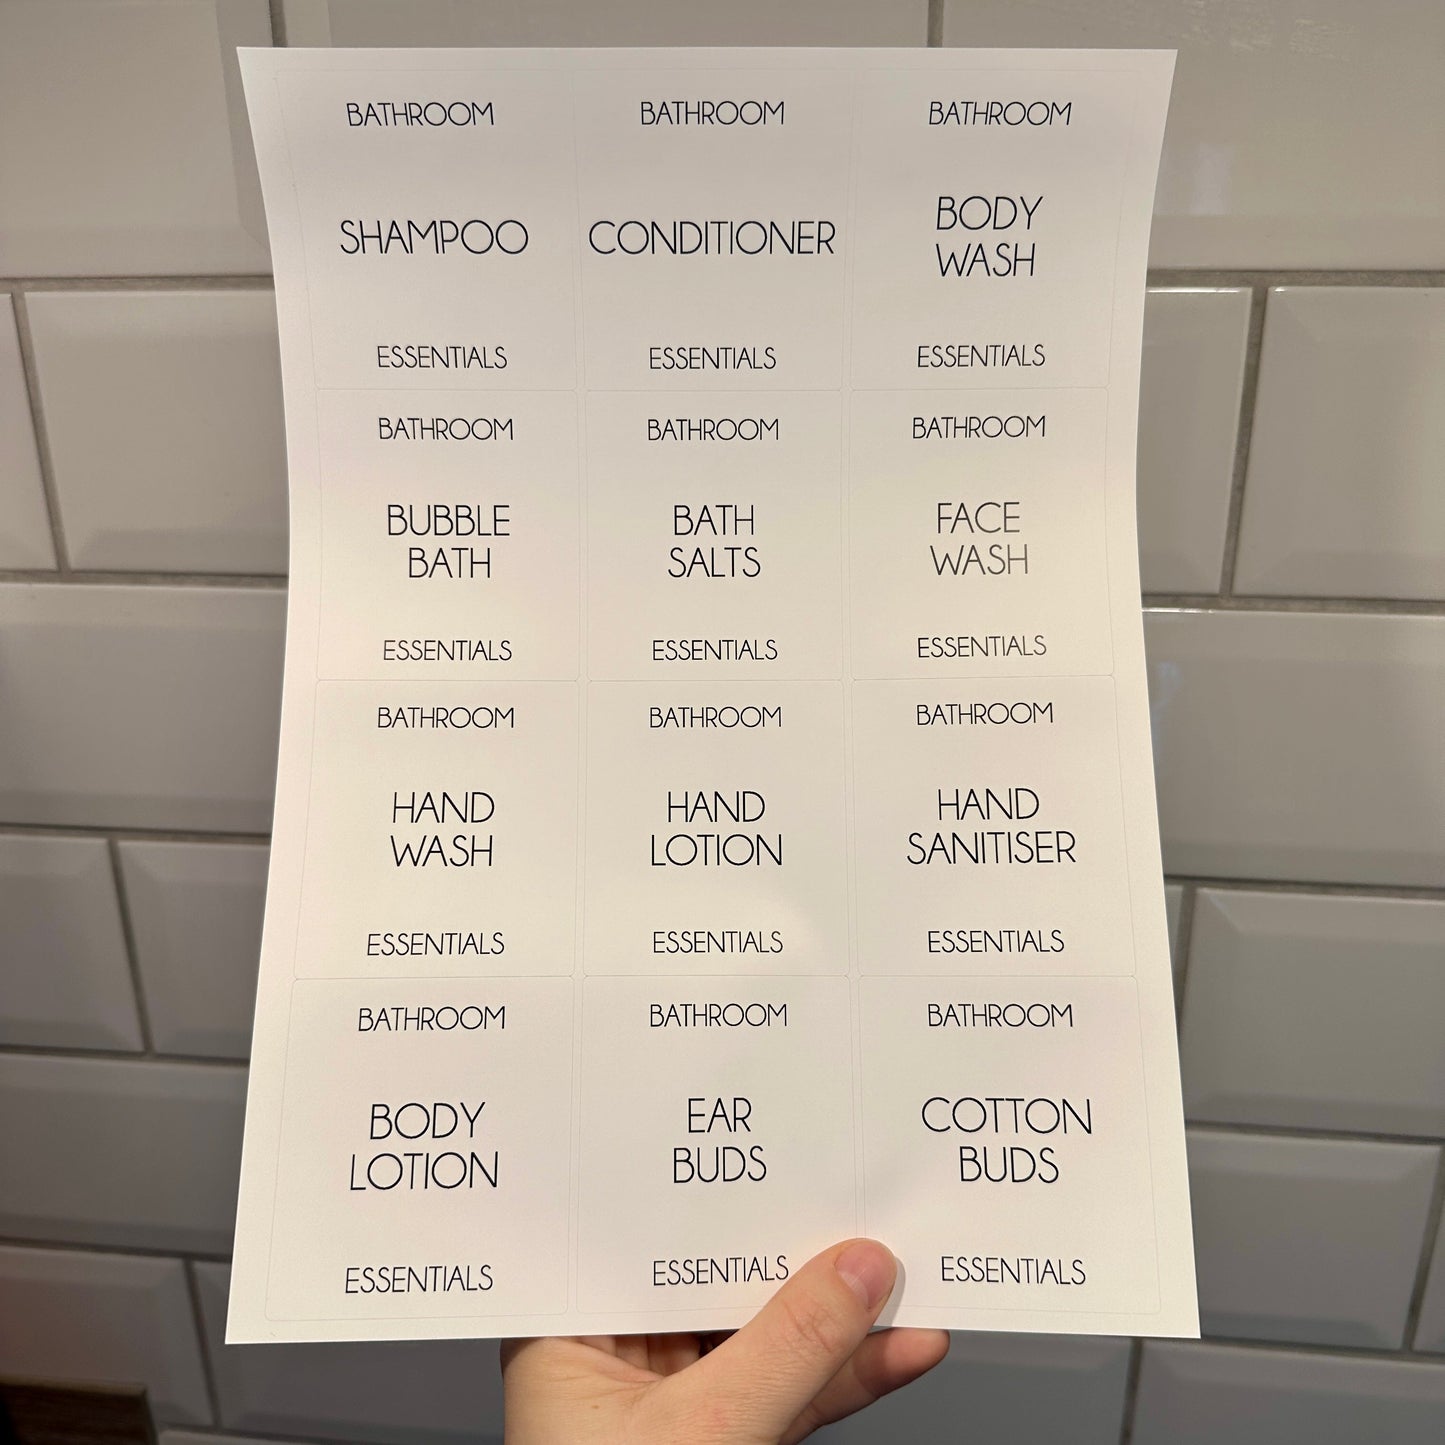 BATHROOM
SHAMPOO
ESSENTIALS
BATHROOM
CONDITIONER
ESSENTIALS
BATHROOM
BODY
WASH
ESSENTIALS
BATHROOM
BUBBLE
BATH
ESSENTIALS
BATHROOM
BATH
SALTS
ESSENTIALS
BATHROOM
FACE
WASH
ESSENTIALS
BATHROOM
HAND
WASH
ESSENTIALS
BATHROOM
HAND
LOTION
ESSENTIALS
BATHROOM
HAND
SANITISER
ESSENTIALS
BATHROOM
BODY
LOTION
ESSENTIALS
BATHROOM
EAR
BUDS
ESSENTIALS
BATHROOM
COTTON
BUDS
ESSENTIALS